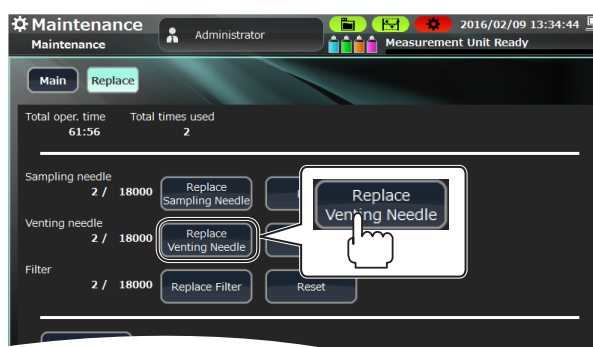 Maintenance
Maintenance
Administrator
2016/02/09 13:34:44
Measurement Unit Ready
Main
Replace
Total oper. time
Total times used
61:56
2
Sampling needle
2 / 18000
Replace
Sampling Needle
Venting needle
2 / 18000
Replace
Venting Needle
Replace
Venting Needle
Filter
2 / 18000
Replace Filter
Reset